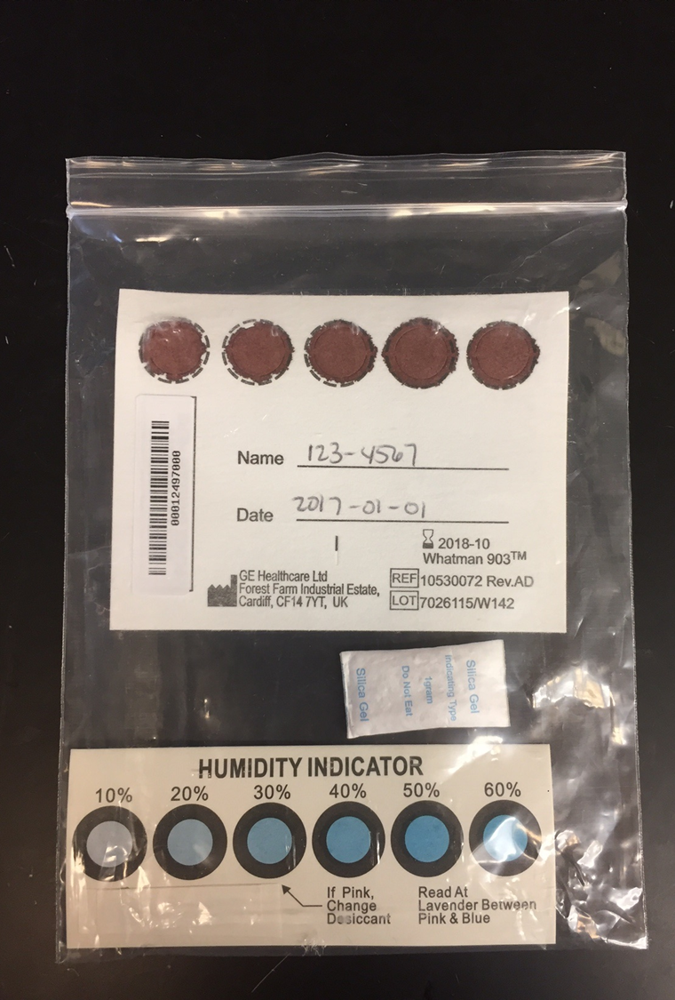 00012497000
Name 123-4567
Date 2017-01-01
2018-10
Whatman 903™
GE Healthcare Ltd
Forest Farm Industrial Estate,
Cardiff, CF14 7YT, UK
REF 10530072 Rev.AD
LOT 7026115/W142
Silica Gel
Indicating Type
1gram
Do Not Eat
Silica Gel
HUMIDITY INDICATOR
10% 20% 30% 40% 50% 60%
If Pink,
Change
Desiccant
Read At
Lavender Between
Pink & Blue